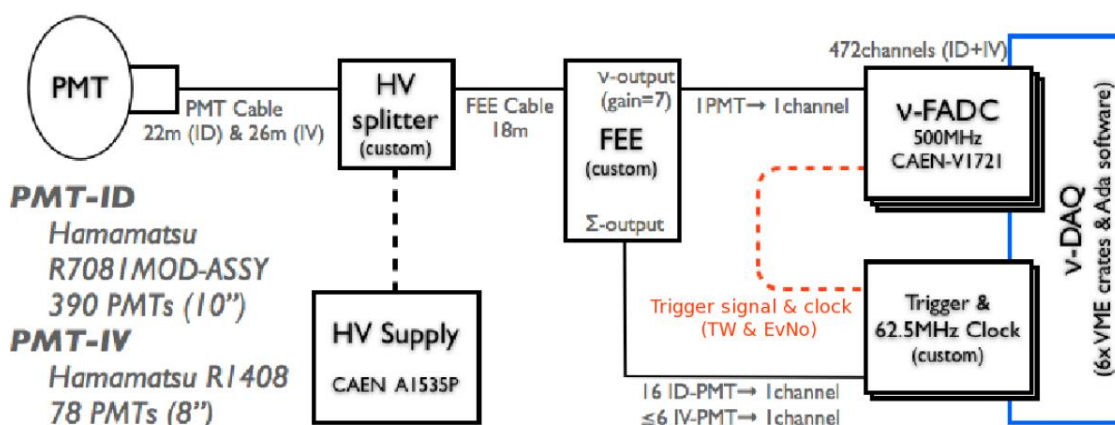 PMT
PMT Cable
22m (ID) & 26m (IV)
HV
splitter
(custom)
FEE Cable
18m
ν-output
(gain=7)
FEE
(custom)
Σ-output
1PMT→ 1channel
472channels (ID+IV)
ν-FADC
500MHz
CAEN-V1721
ν-DAQ
(6x VME crates & Ada software)
PMT-ID
Hamamatsu
R7081MOD-ASSY
390 PMTs (10")
PMT-IV
Hamamatsu R1408
78 PMTs (8")
HV Supply
CAEN A1535P
Trigger signal & clock
(TW & EvNo)
Trigger &
62.5MHz Clock
(custom)
16 ID-PMT→ 1channel
≤6 IV-PMT→ 1channel